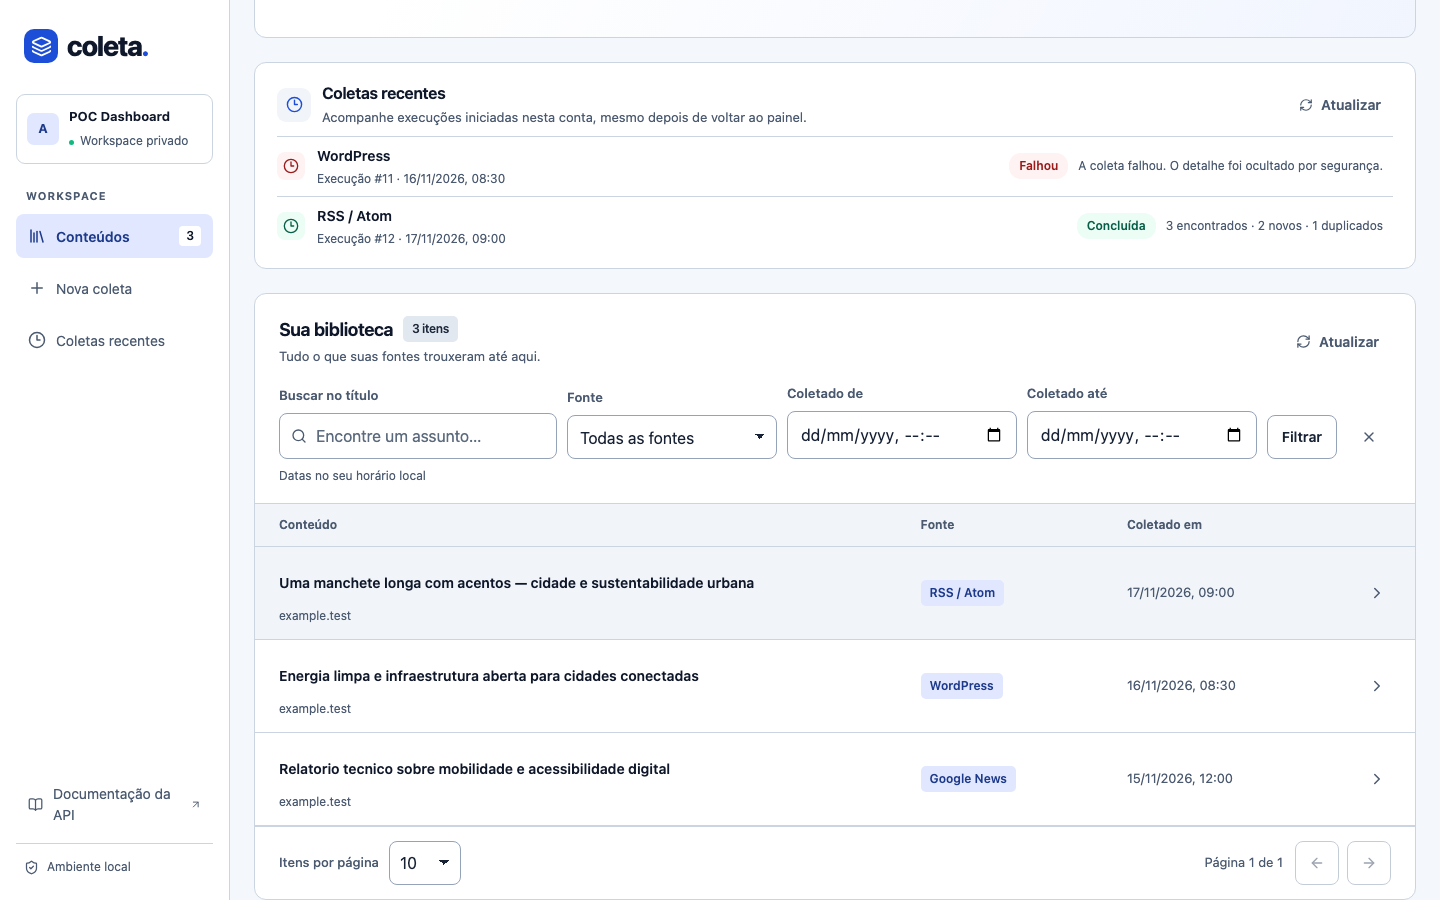 coleta.
A
POC Dashboard
Workspace privado
WORKSPACE
Conteúdos 3
Nova coleta
Coletas recentes
Documentação da
API
Ambiente local
Coletas recentes
Acompanhe execuções iniciadas nesta conta, mesmo depois de voltar ao painel.
Atualizar
WordPress
Execução #11 · 16/11/2026, 08:30
Falhou A coleta falhou. O detalhe foi ocultado por segurança.
RSS / Atom
Execução #12 · 17/11/2026, 09:00
Concluída 3 encontrados · 2 novos · 1 duplicados
Sua biblioteca 3 itens
Tudo o que suas fontes trouxeram até aqui.
Atualizar
Buscar no título
Encontre um assunto...
Fonte
Todas as fontes
Coletado de
dd/mm/yyyy, --:--
Coletado até
dd/mm/yyyy, --:--
Filtrar
Datas no seu horário local
Conteúdo Fonte Coletado em
Uma manchete longa com acentos — cidade e sustentabilidade urbana
example.test
RSS / Atom
17/11/2026, 09:00
Energia limpa e infraestrutura aberta para cidades conectadas
example.test
WordPress
16/11/2026, 08:30
Relatorio tecnico sobre mobilidade e acessibilidade digital
example.test
Google News
15/11/2026, 12:00
Itens por página 10
Página 1 de 1